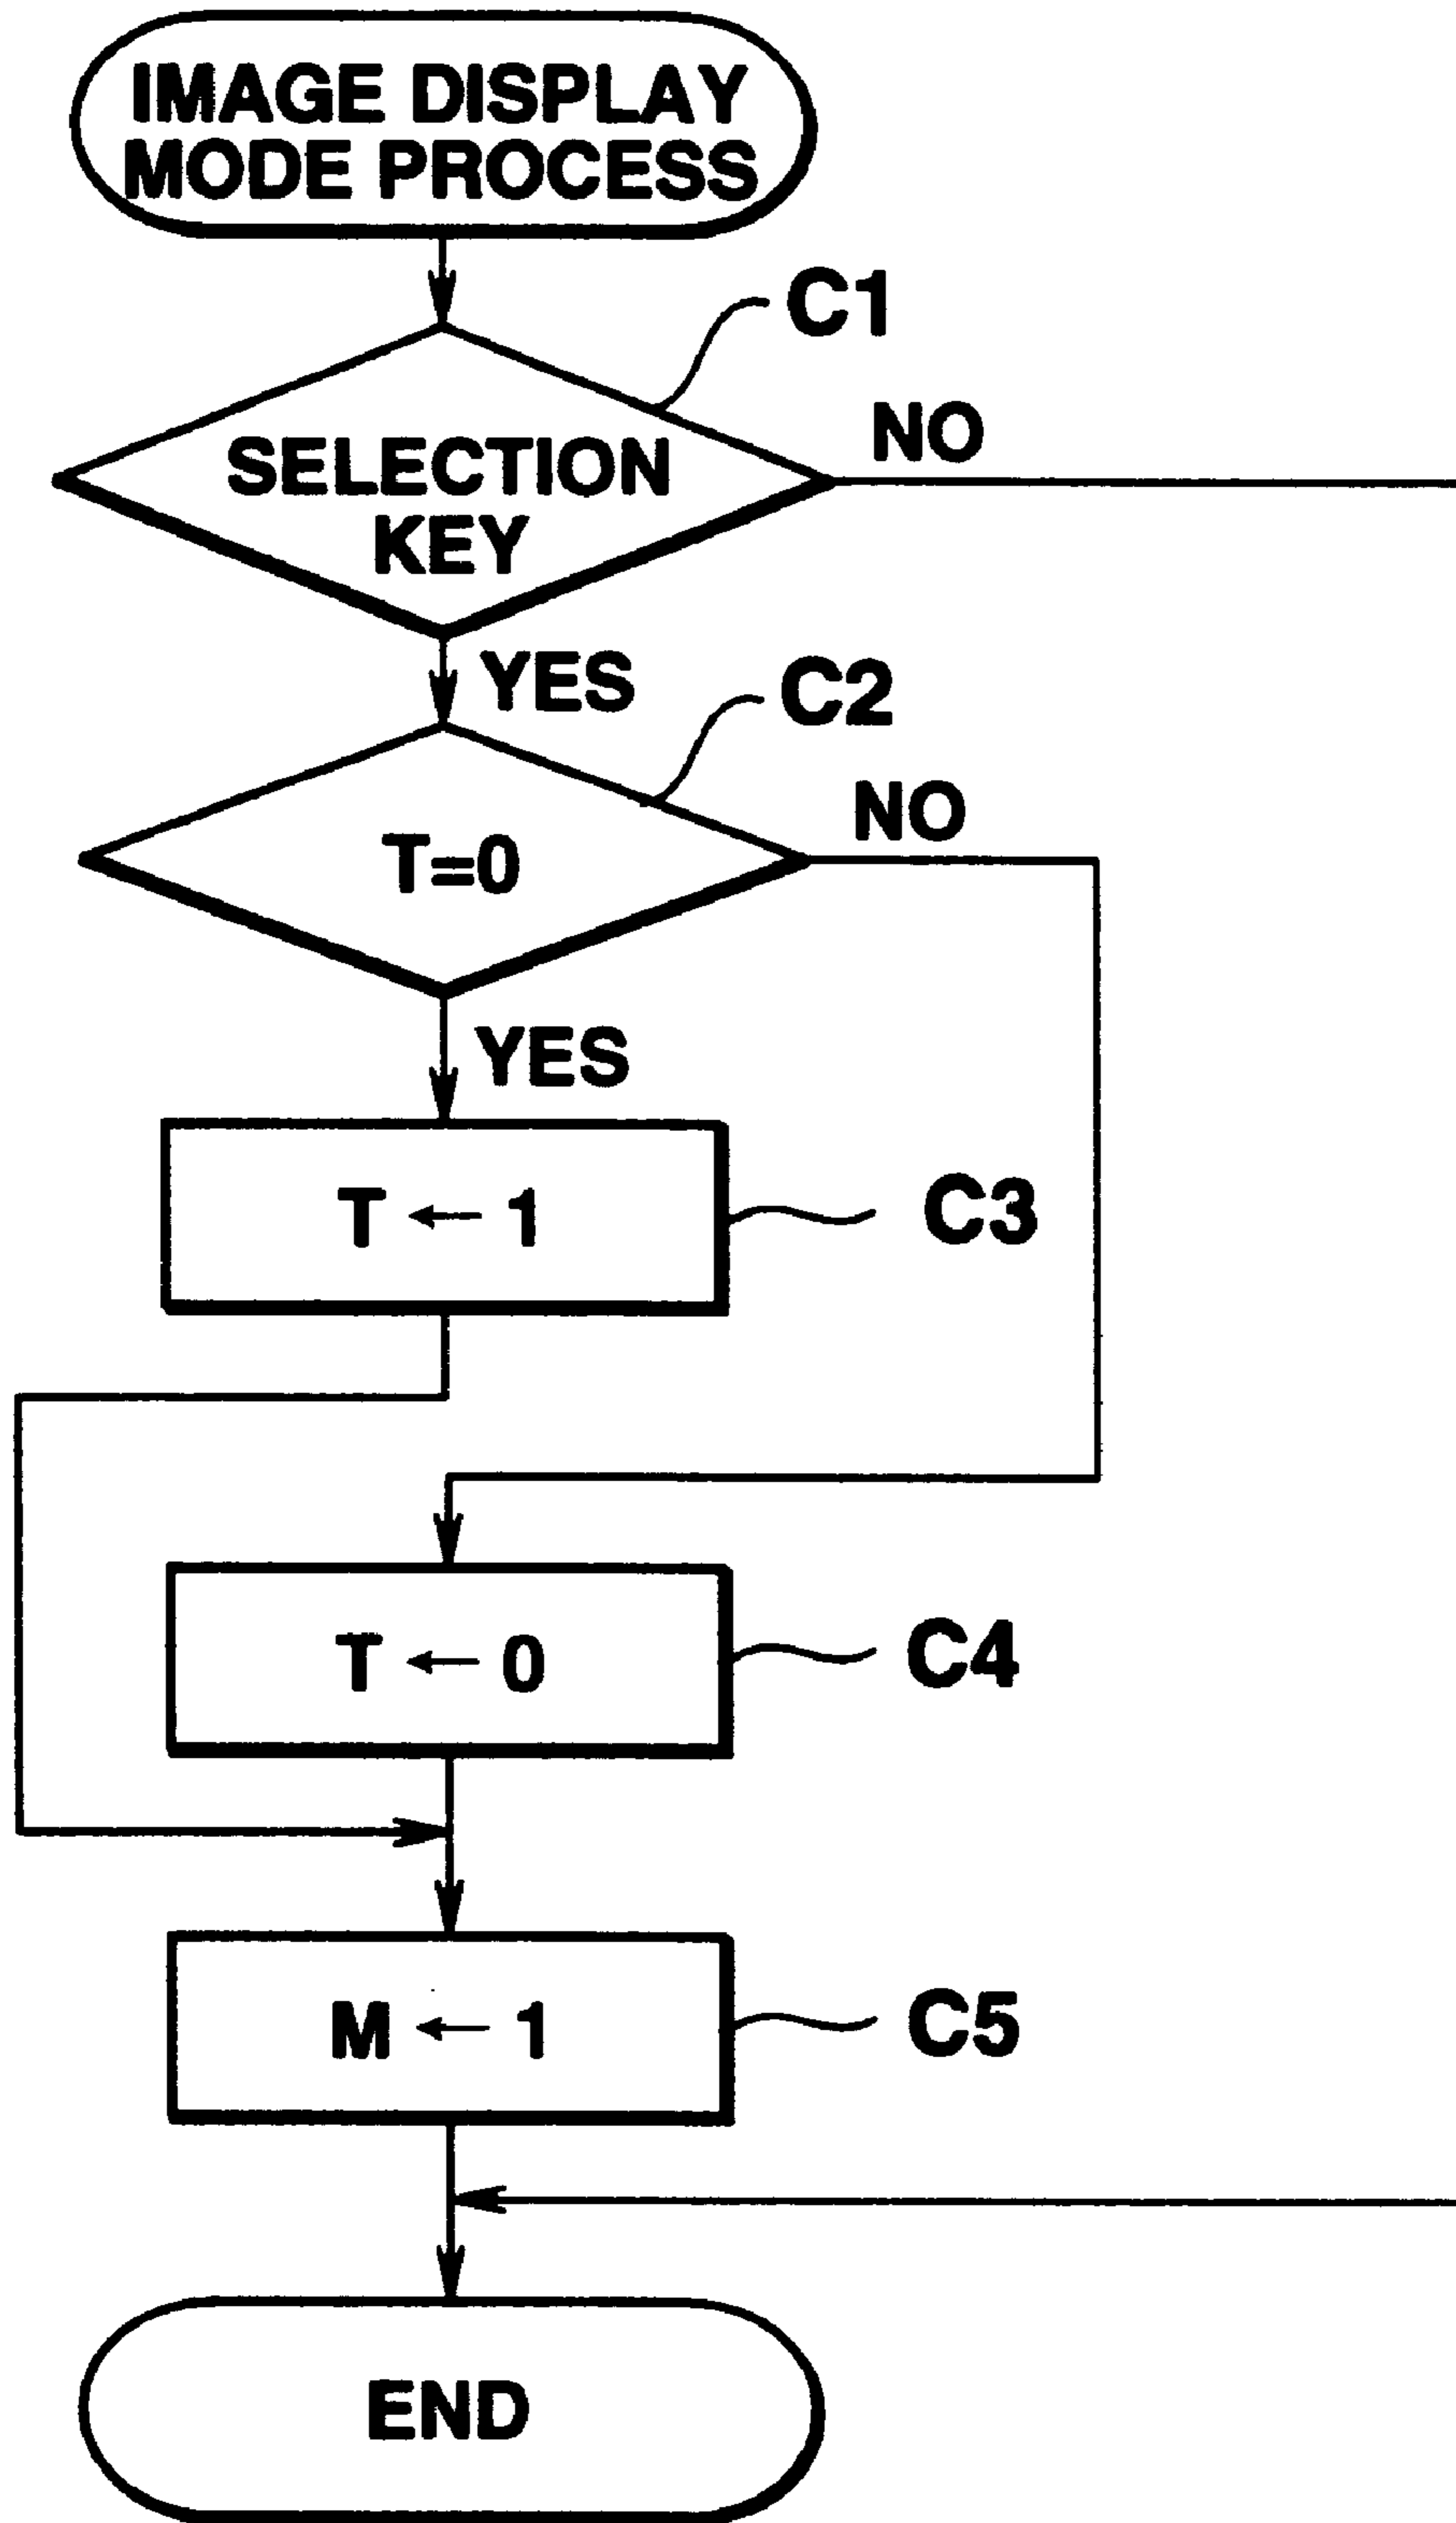 IMAGE DISPLAY
MODE PROCESS
C1
SELECTION
KEY
NO
YES
C2
T=0
NO
YES
T ← 1
C3
T ← 0
C4
M ← 1
C5
END